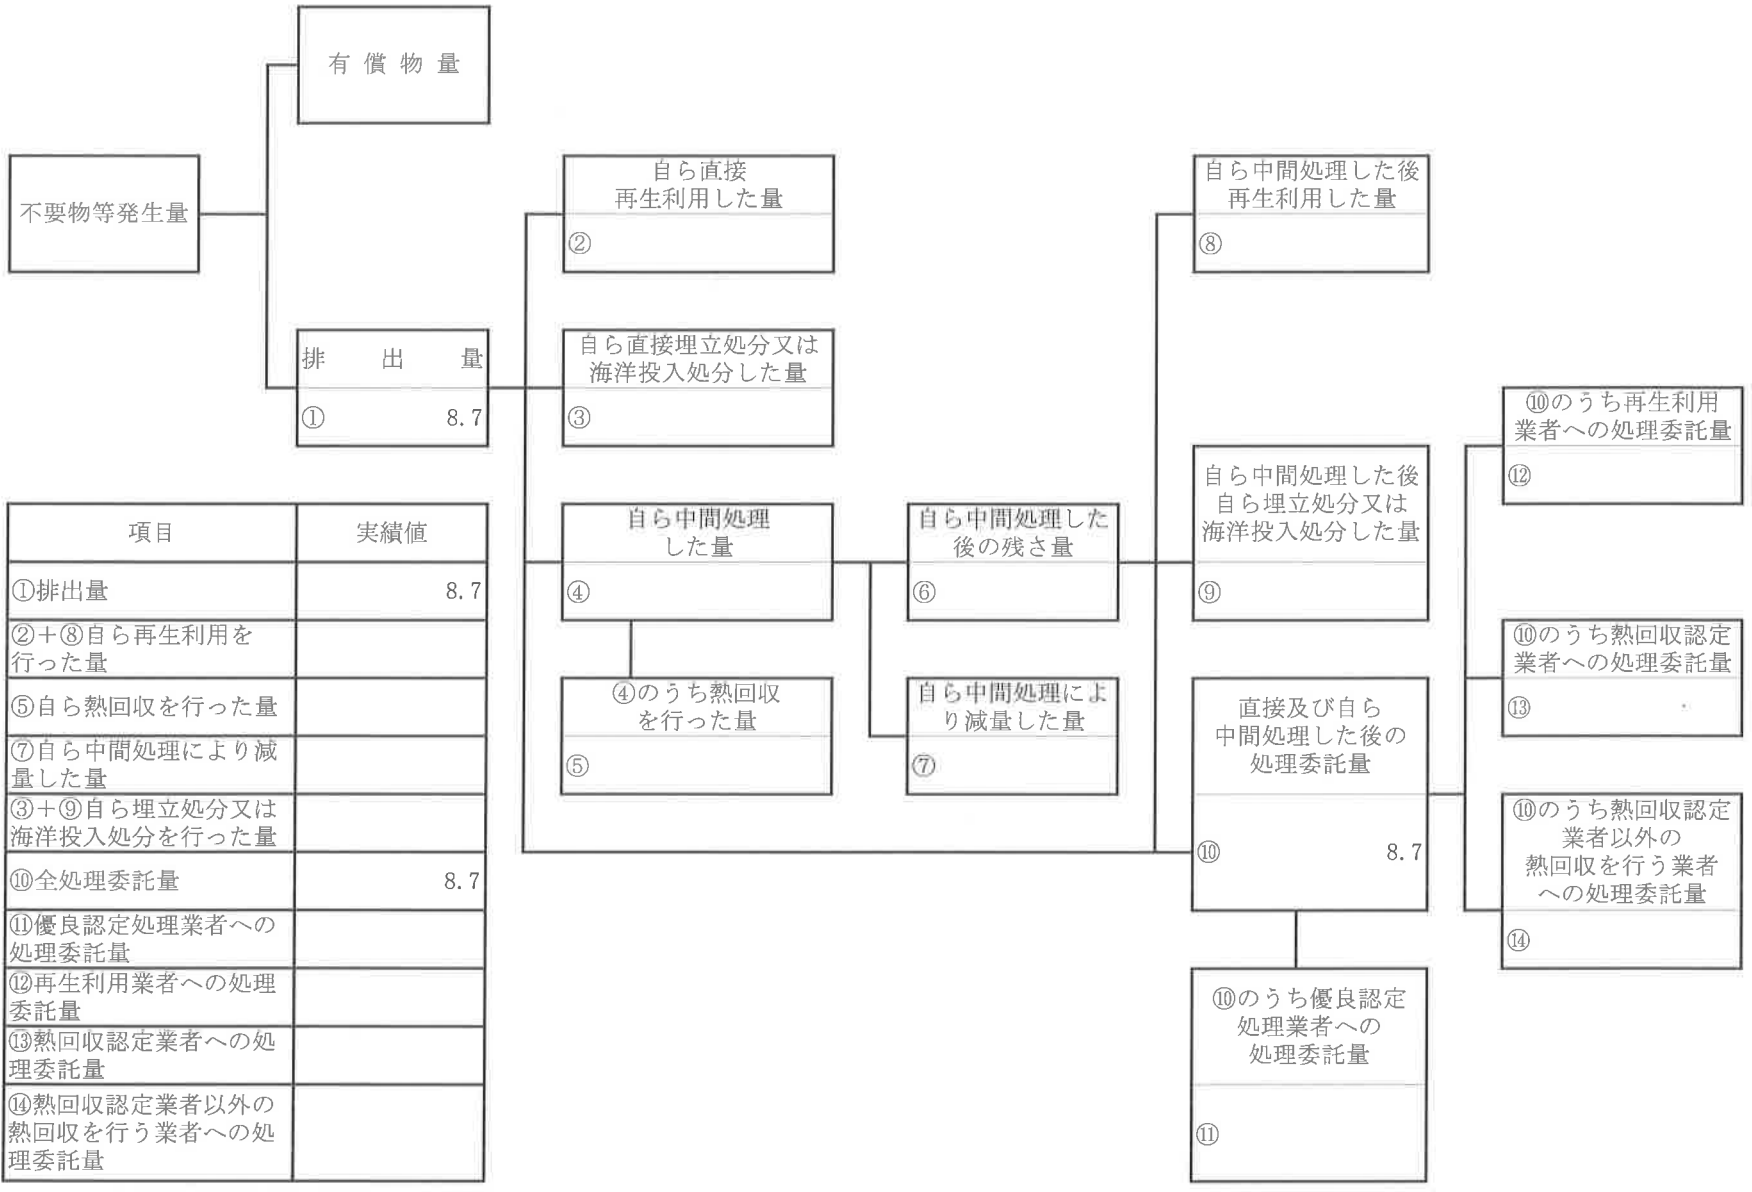 有償物量
不要物等発生量
自ら直接
再生利用した量
②
自ら中間処理した後
再生利用した量
⑧
排出量
① 8.7
自ら直接埋立処分又は
海洋投入処分した量
③
⑩のうち再生利用
業者への処理委託量
⑫
自ら中間処理した後
自ら埋立処分又は
海洋投入処分した量
⑨
自ら中間処理
した量
④
自ら中間処理した
後の残さ量
⑥
⑩のうち熱回収認定
業者への処理委託量
⑬
④のうち熱回収
を行った量
⑤
自ら中間処理によ
り減量した量
⑦
直接及び自ら
中間処理した後の
処理委託量
⑩ 8.7
⑩のうち熱回収認定
業者以外の
熱回収を行う業者
への処理委託量
⑭
⑩のうち優良認定
処理業者への
処理委託量
⑪
項目 実績値
①排出量 8.7
②+⑧自ら再生利用を
行った量
⑤自ら熱回収を行った量
⑦自ら中間処理により減
量した量
③+⑨自ら埋立処分又は
海洋投入処分を行った量
⑩全処理委託量 8.7
⑪優良認定処理業者への
処理委託量
⑫再生利用業者への処理
委託量
⑬熱回収認定業者への処
理委託量
⑭熱回収認定業者以外の
熱回収を行う業者への処
理委託量